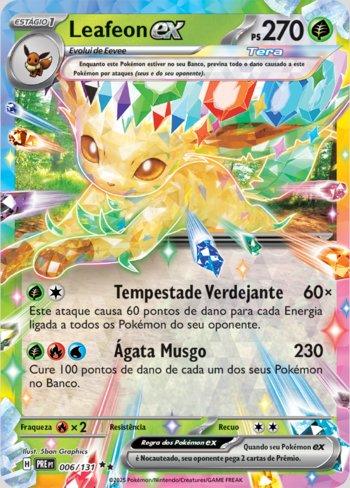 ESTÁGIO 1
Leafeon ex
PS 270
Evolui de Eevee
Tera
Enquanto este Pokémon estiver no seu Banco, previna todo o dano causado a este
Pokémon por ataques (seus e do seu oponente).
Tempestade Verdejante 60×
Este ataque causa 60 pontos de dano para cada Energia
ligada a todos os Pokémon do seu oponente.
Ágata Musgo 230
Cure 100 pontos de dano de cada um dos seus Pokémon
no Banco.
Fraqueza ×2 Resistência Recuo
Ilust. 5ban Graphics
H PRE PT 006/131
Regra dos Pokémon ex
Quando seu Pokémon ex
é Nocauteado, seu oponente pega 2 cartas de Prêmio.
©2025 Pokémon/Nintendo/Creatures/GAME FREAK